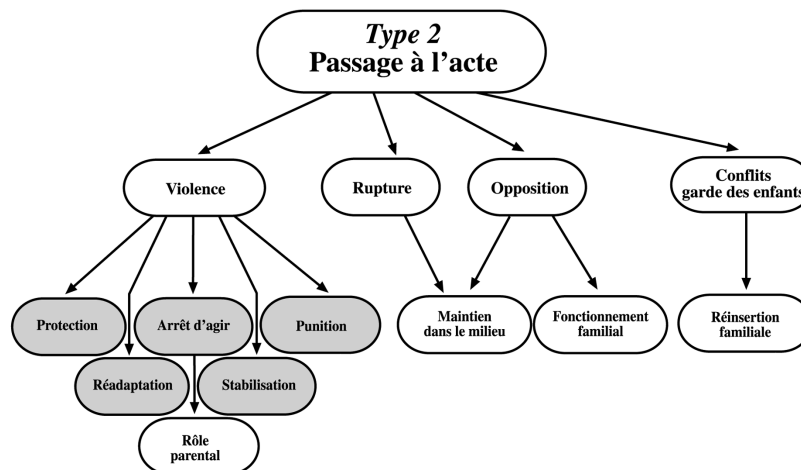 Type 2
Passage à l'acte
Violence
Rupture
Opposition
Conflits
garde des enfants
Protection
Arrêt d'agir
Punition
Maintien
dans le milieu
Fonctionnement
familial
Réinsertion
familiale
Réadaptation
Stabilisation
Rôle
parental